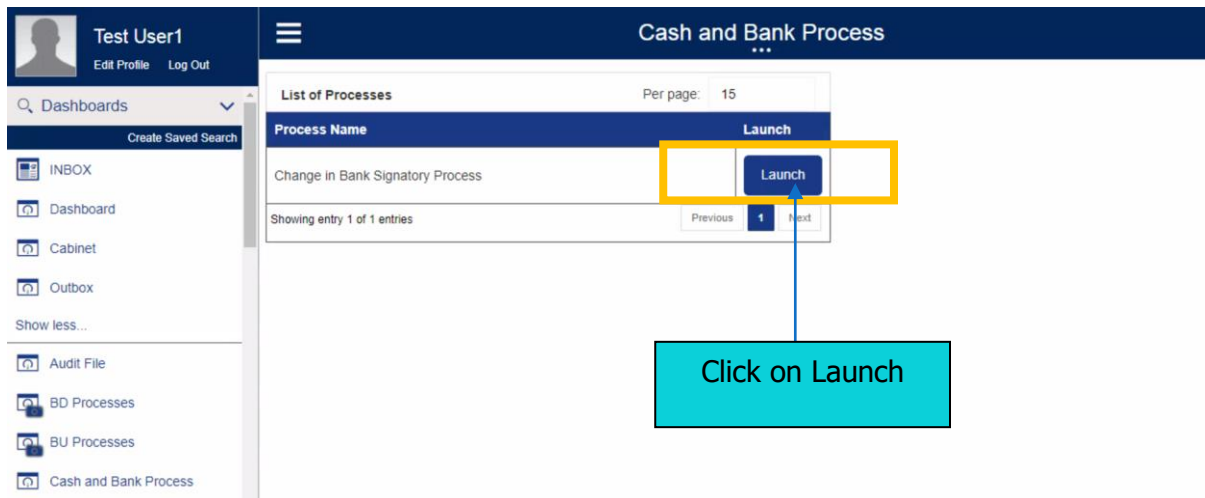 Test User1
Edit Profile Log Out
Dashboards
Create Saved Search
INBOX
Dashboard
Cabinet
Outbox
Show less...
Audit File
BD Processes
BU Processes
Cash and Bank Process
Cash and Bank Process
List of Processes Per page: 15
Process Name Launch
Change in Bank Signatory Process Launch
Showing entry 1 of 1 entries Previous 1 Next
Click on Launch